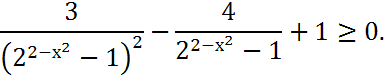 3/(2^(2−x²) − 1)² − 4/(2^(2−x²) − 1) + 1 ≥ 0.